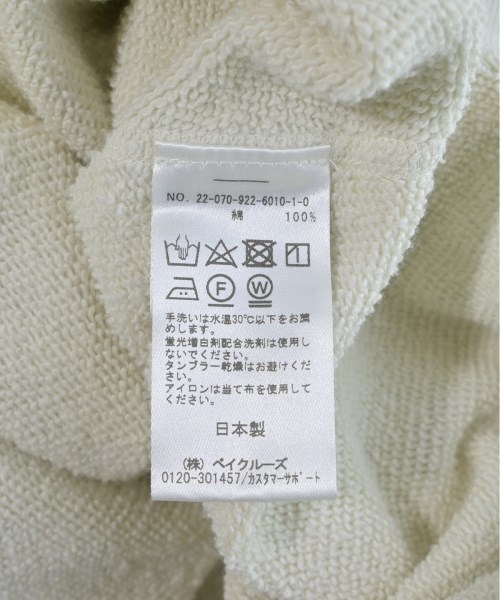 NO. 22-070-922-6010-1-0
綿 100%
F W
手洗いは水温30℃以下をお薦
めします。
蛍光増白剤配合洗剤は使用し
ないでください。
タンブラー乾燥はお避けくだ
さい。
アイロンは当て布を使用して
ください。
日本製
(株) ベイクルーズ
0120-301457/カスタマーサポート